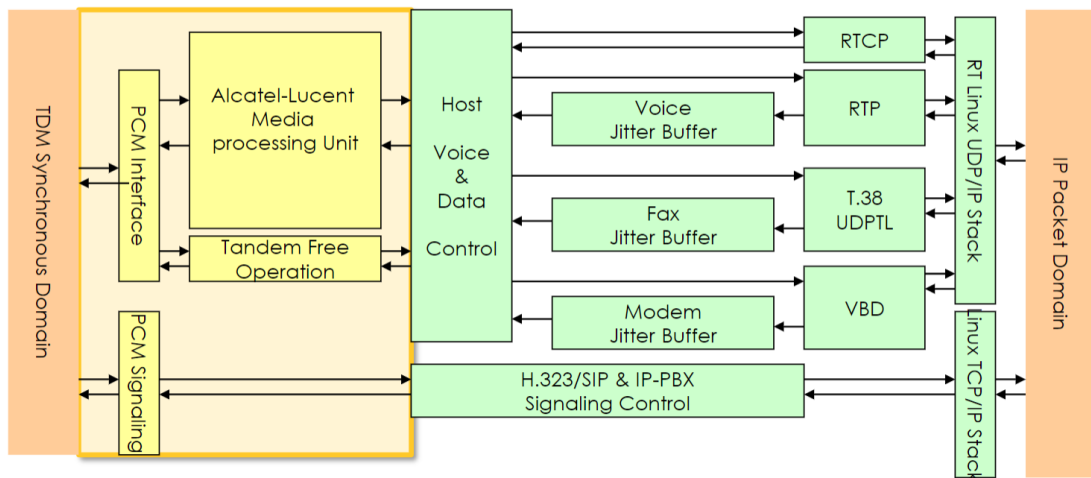 TDM Synchronous Domain
PCM Interface
Alcatel-Lucent
Media
processing Unit
Tandem Free
Operation
PCM Signaling
Host
Voice
&
Data
Control
RTCP
Voice
Jitter Buffer
RTP
Fax
Jitter Buffer
T.38
UDPTL
Modem
Jitter Buffer
VBD
H.323/SIP & IP-PBX
Signaling Control
RT Linux UDP/IP Stack
Linux TCP/IP Stack
IP Packet Domain